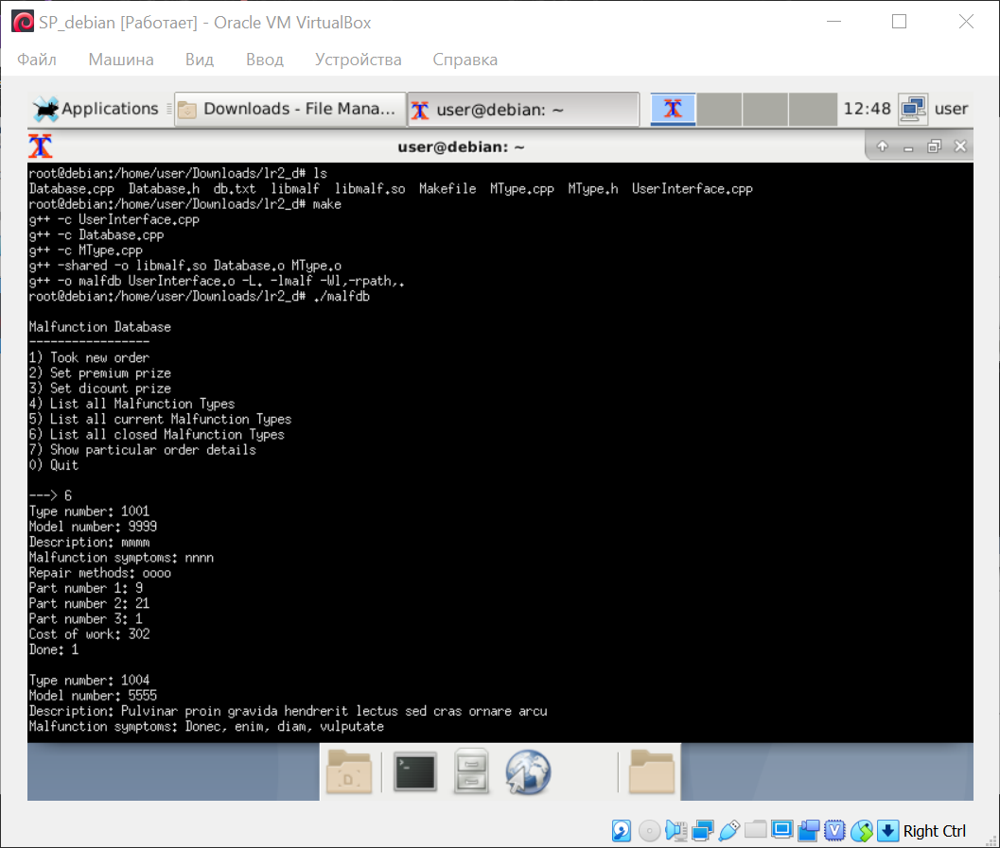 SP_debian [Работает] - Oracle VM VirtualBox
Файл Машина Вид Ввод Устройства Справка
Applications Downloads - File Mana... user@debian: ~ 12:48 user
user@debian: ~
root@debian:/home/user/Downloads/lr2_d# ls
Database.cpp Database.h db.txt libmalf libmalf.so Makefile MType.cpp MType.h UserInterface.cpp
root@debian:/home/user/Downloads/lr2_d# make
g++ -c UserInterface.cpp
g++ -c Database.cpp
g++ -c MType.cpp
g++ -shared -o libmalf.so Database.o MType.o
g++ -o malfdb UserInterface.o -L. -lmalf -Wl,-rpath,.
root@debian:/home/user/Downloads/lr2_d# ./malfdb
Malfunction Database
-----------------
1) Took new order
2) Set premium prize
3) Set dicount prize
4) List all Malfunction Types
5) List all current Malfunction Types
6) List all closed Malfunction Types
7) Show particular order details
0) Quit
---> 6
Type number: 1001
Model number: 9999
Description: mmmm
Malfunction symptoms: nnnn
Repair methods: oooo
Part number 1: 9
Part number 2: 21
Part number 3: 1
Cost of work: 302
Done: 1
Type number: 1004
Model number: 5555
Description: Pulvinar proin gravida hendrerit lectus sed cras ornare arcu
Malfunction symptoms: Donec, enim, diam, vulputate
Right Ctrl